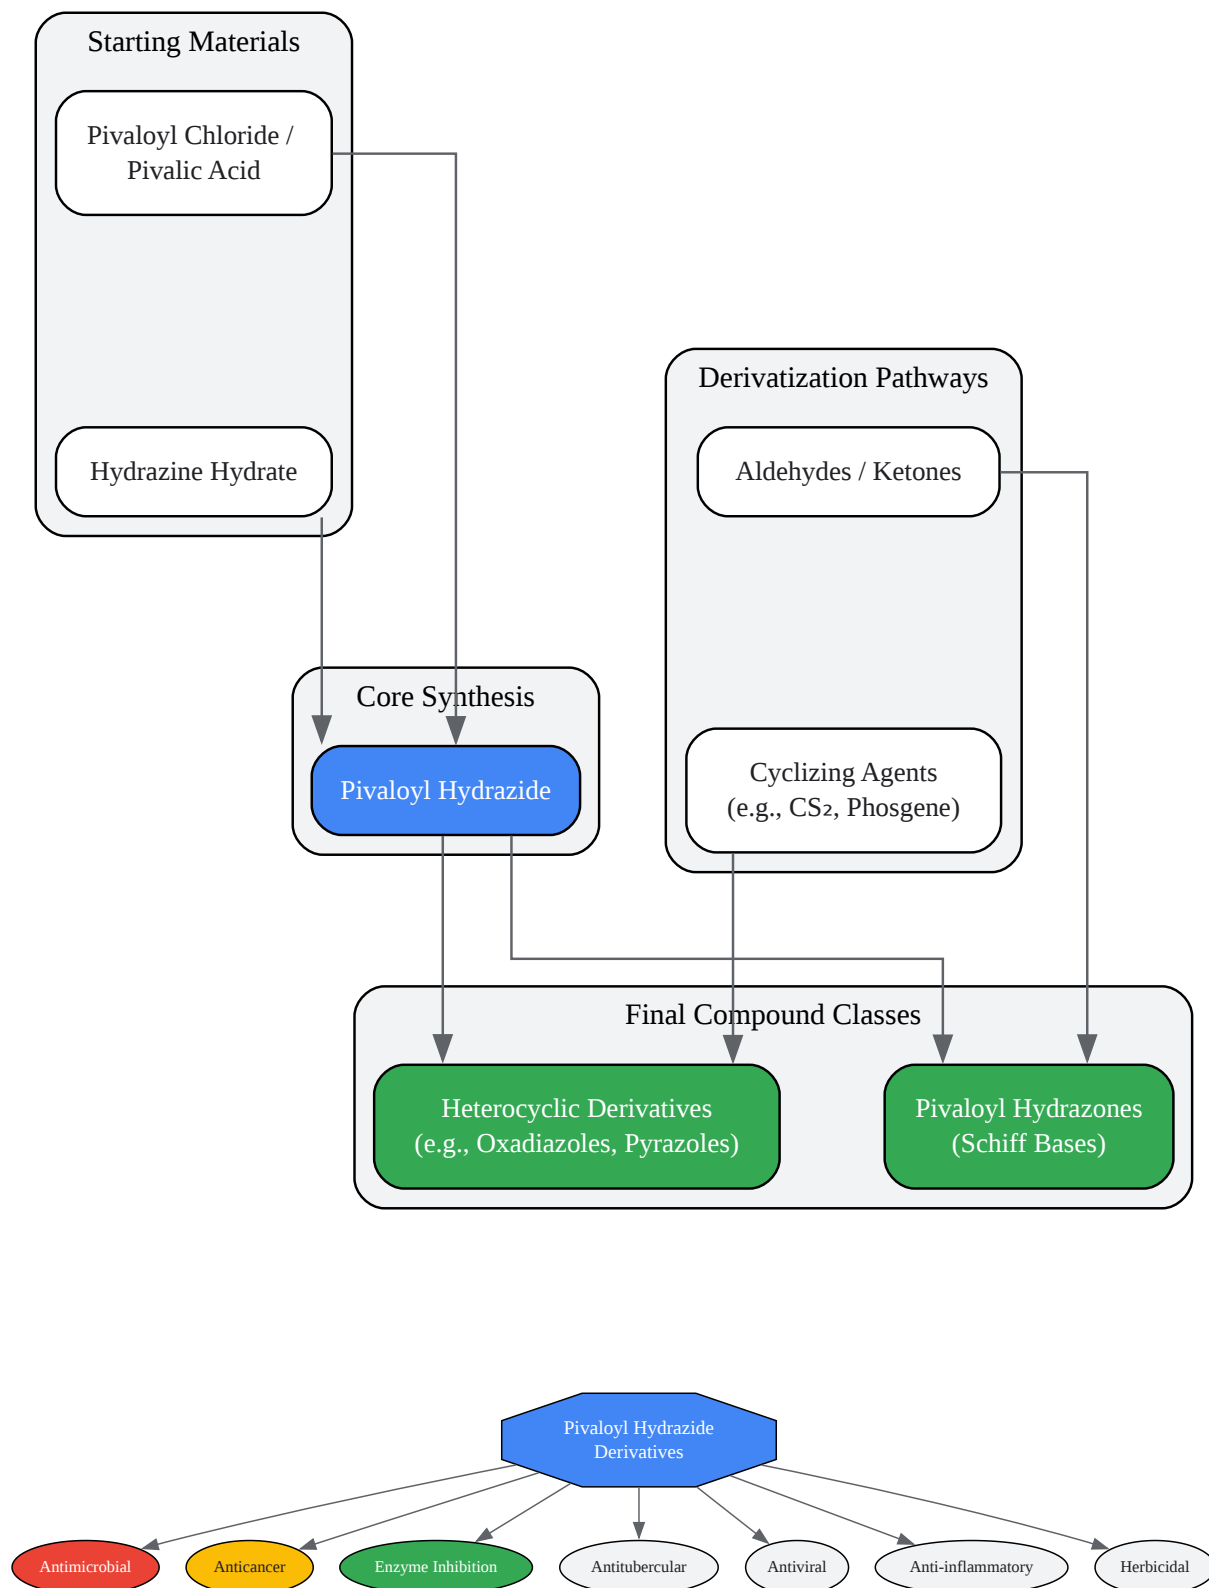 Starting Materials
Pivaloyl Chloride /
Pivalic Acid
Hydrazine Hydrate
Derivatization Pathways
Aldehydes / Ketones
Core Synthesis
Pivaloyl Hydrazide
Cyclizing Agents
(e.g., CS₂, Phosgene)
Final Compound Classes
Heterocyclic Derivatives
(e.g., Oxadiazoles, Pyrazoles)
Pivaloyl Hydrazones
(Schiff Bases)
Pivaloyl Hydrazide
Derivatives
Antimicrobial
Anticancer
Enzyme Inhibition
Antitubercular
Antiviral
Anti-inflammatory
Herbicidal